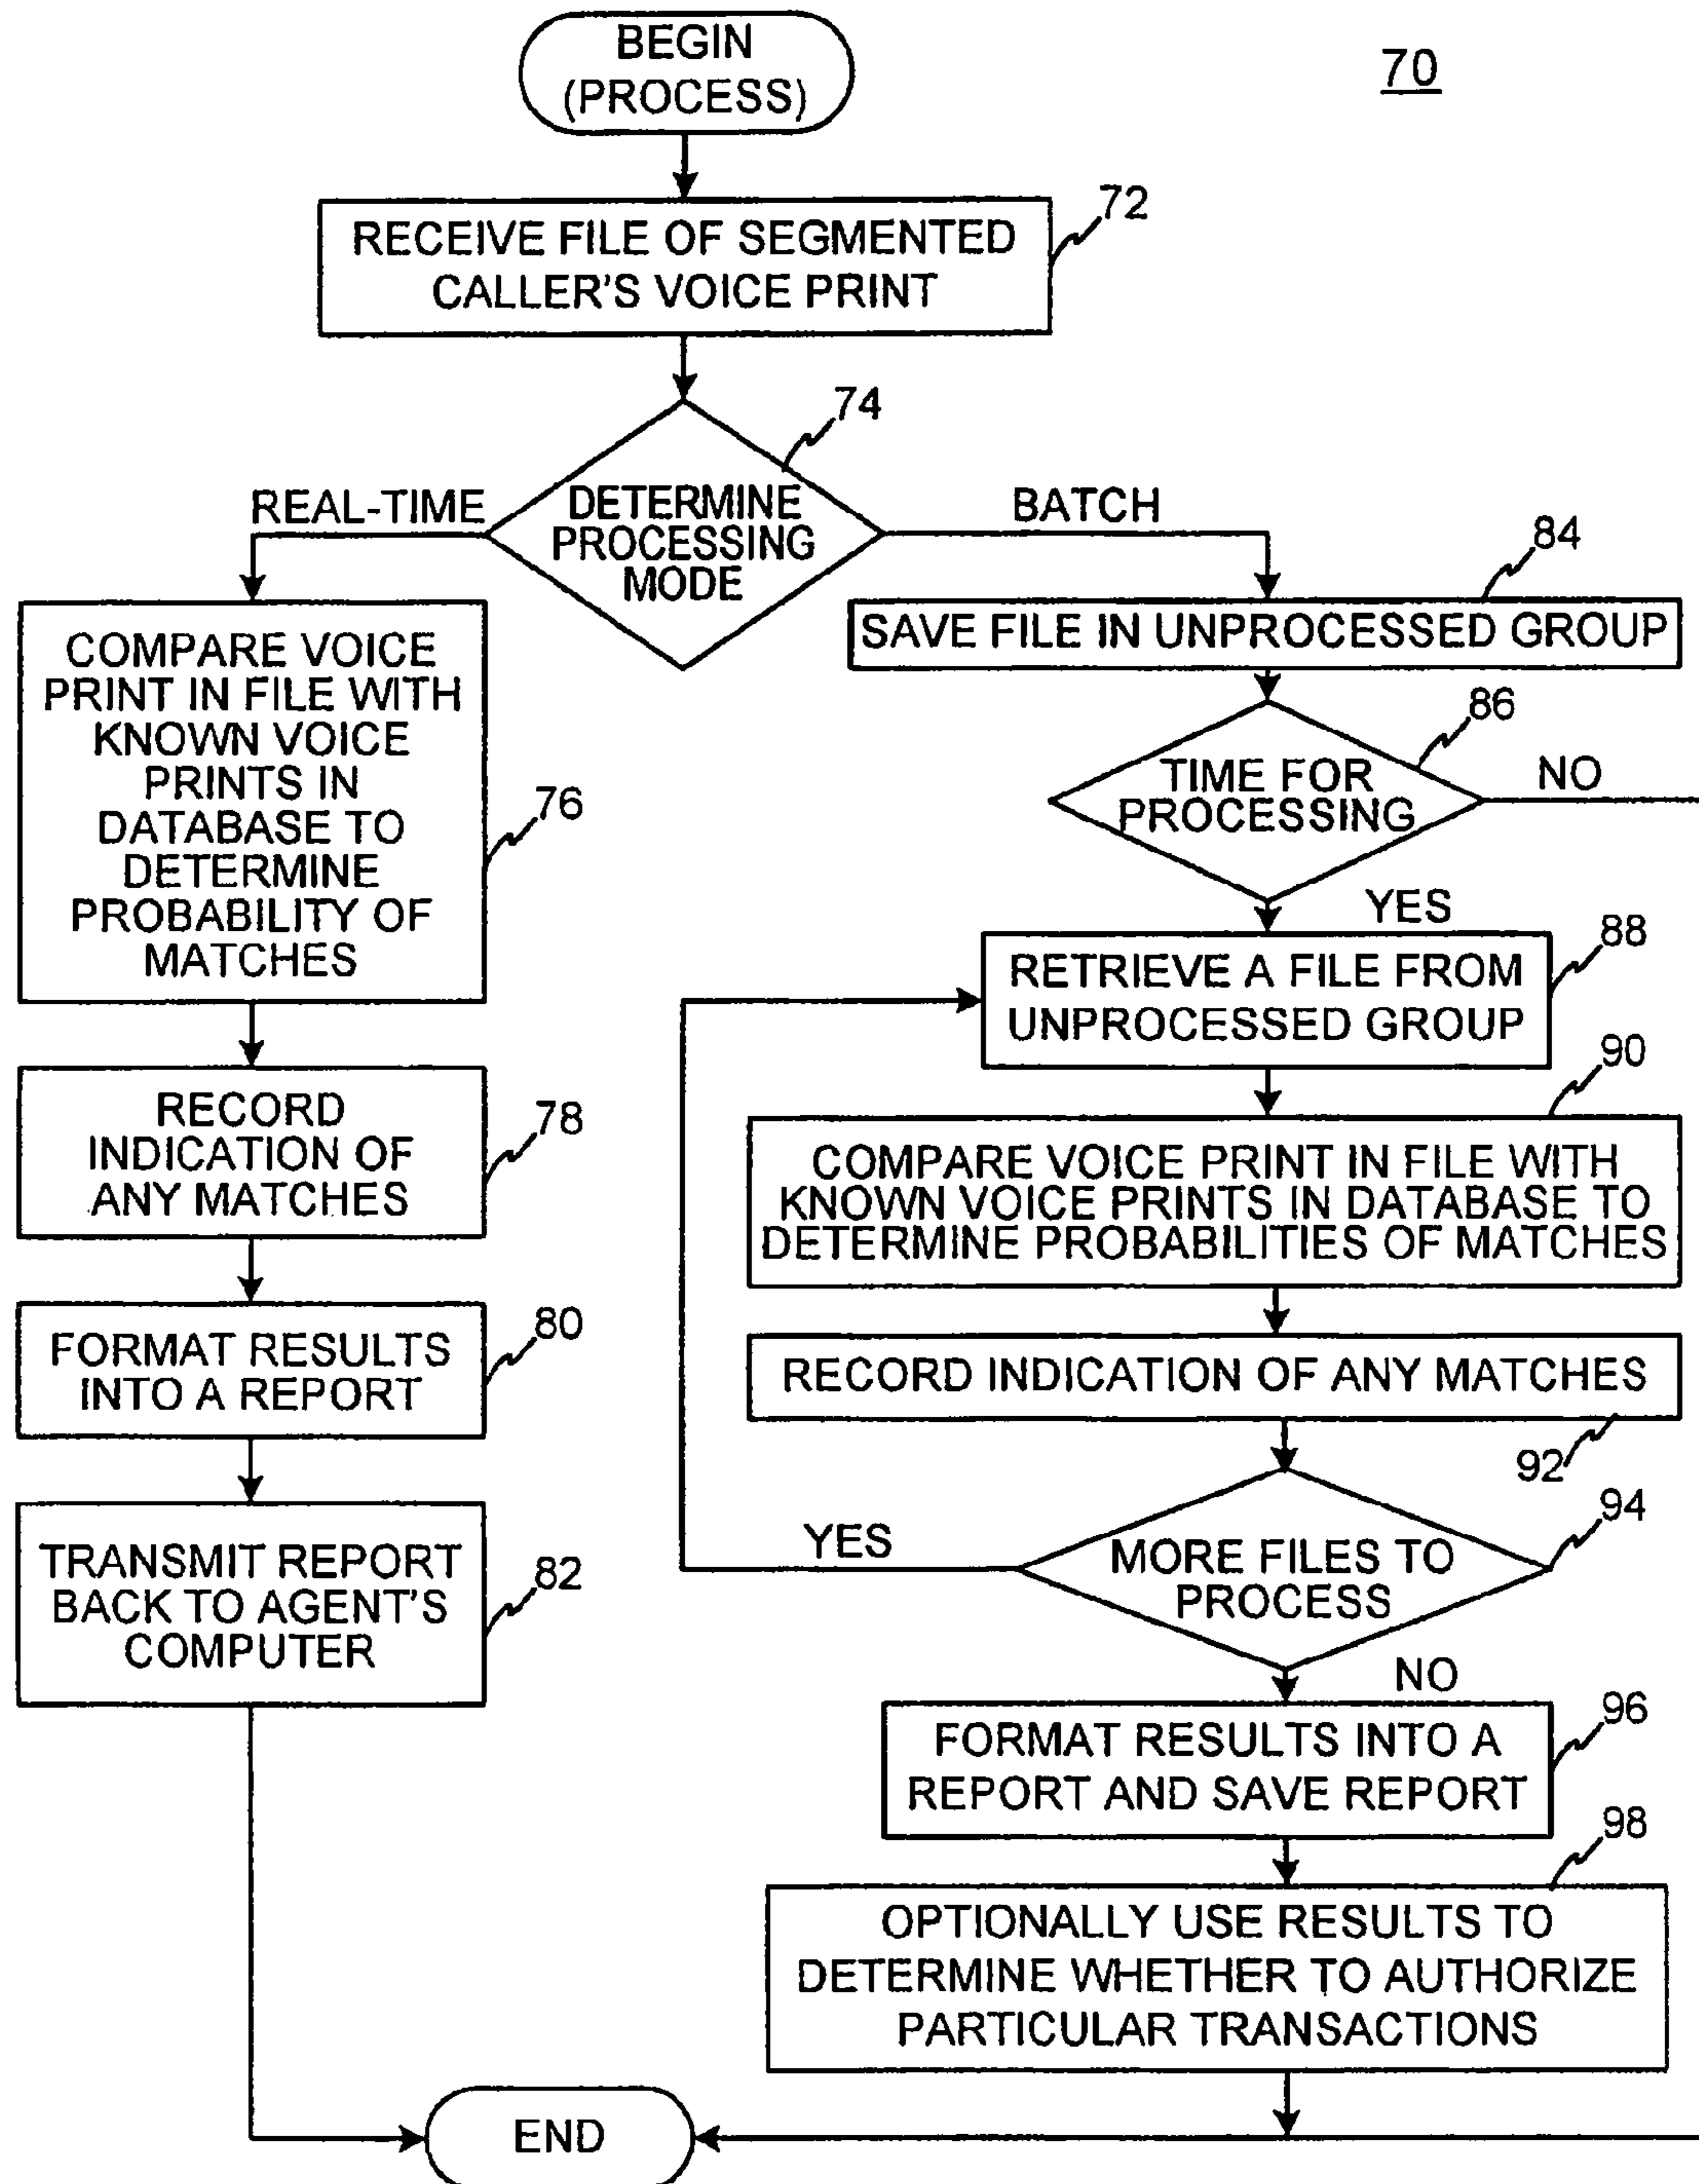 BEGIN
(PROCESS)
70
72
RECEIVE FILE OF SEGMENTED
CALLER'S VOICE PRINT
74
DETERMINE
PROCESSING
MODE
REAL-TIME
BATCH
COMPARE VOICE
PRINT IN FILE WITH
KNOWN VOICE
PRINTS IN
DATABASE TO
DETERMINE
PROBABILITY OF
MATCHES
76
RECORD
INDICATION OF
ANY MATCHES
78
FORMAT RESULTS
INTO A REPORT
80
TRANSMIT REPORT
BACK TO AGENT'S
COMPUTER
82
84
SAVE FILE IN UNPROCESSED GROUP
86
TIME FOR
PROCESSING
NO
YES
88
RETRIEVE A FILE FROM
UNPROCESSED GROUP
90
COMPARE VOICE PRINT IN FILE WITH
KNOWN VOICE PRINTS IN DATABASE TO
DETERMINE PROBABILITIES OF MATCHES
RECORD INDICATION OF ANY MATCHES
92
94
YES
MORE FILES TO
PROCESS
NO
96
FORMAT RESULTS INTO A
REPORT AND SAVE REPORT
98
OPTIONALLY USE RESULTS TO
DETERMINE WHETHER TO AUTHORIZE
PARTICULAR TRANSACTIONS
END